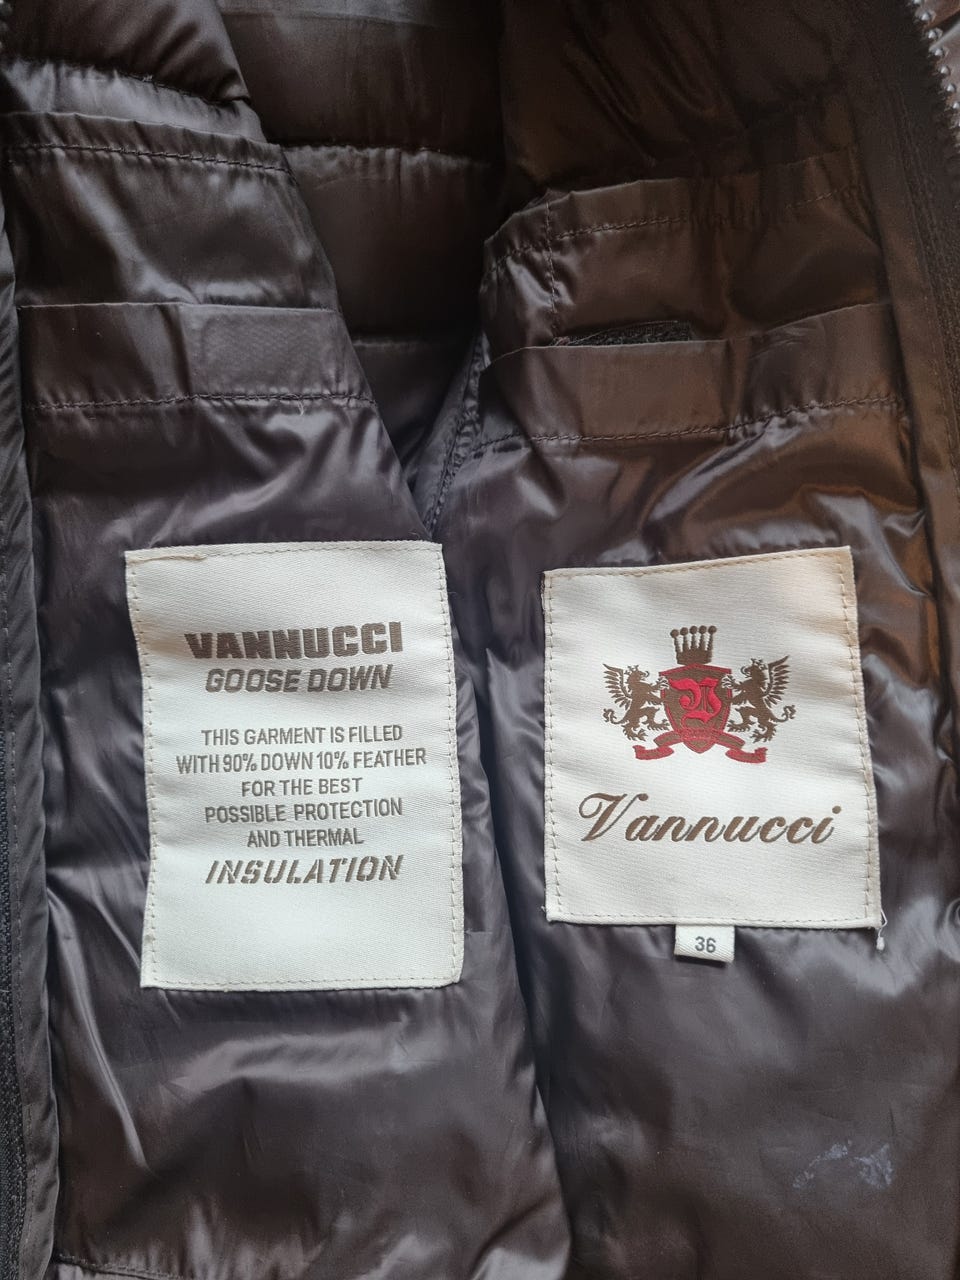 VANNUCCI
GOOSE DOWN
THIS GARMENT IS FILLED
WITH 90% DOWN 10% FEATHER
FOR THE BEST
POSSIBLE PROTECTION
AND THERMAL
INSULATION
V
Vannucci
36